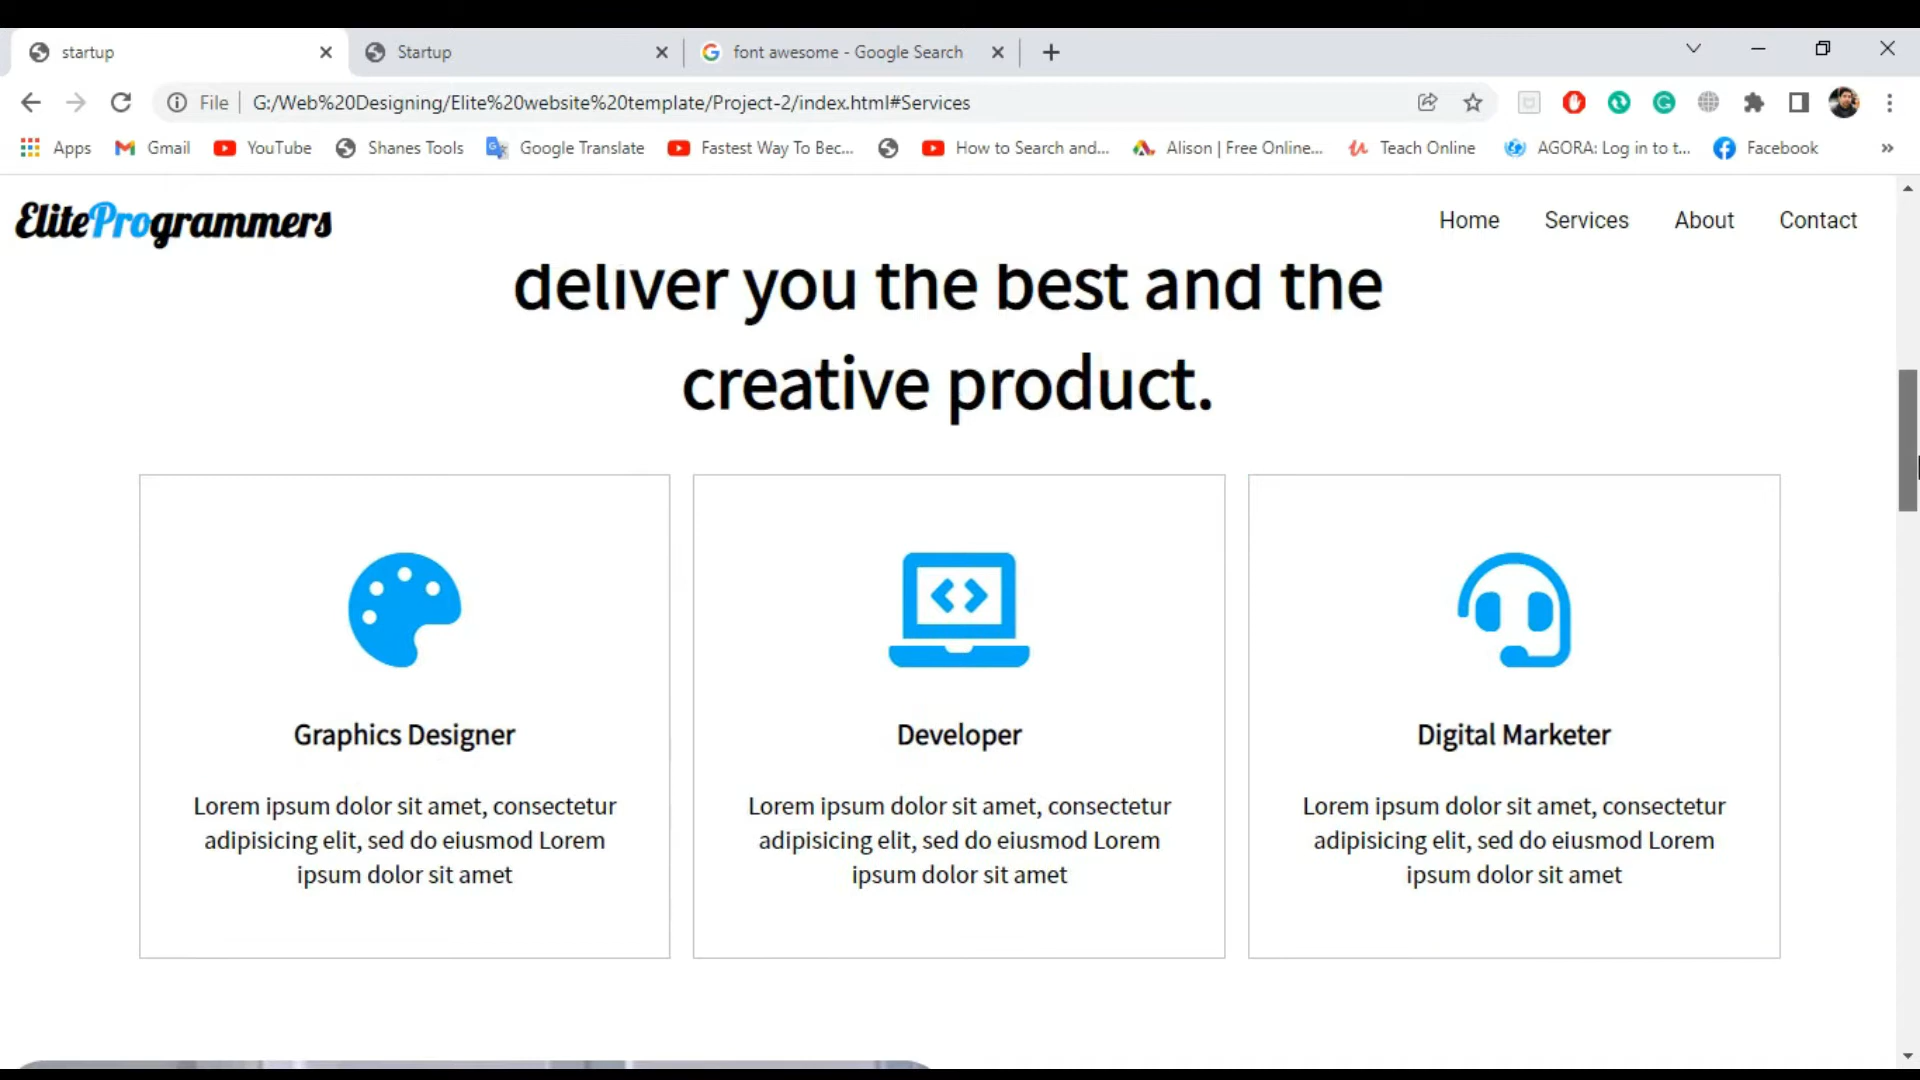 startup
Startup
font awesome - Google Search
File
G:/Web%20Designing/Elite%20website%20template/Project-2/index.html#Services
Apps
Gmail
YouTube
Shanes Tools
Google Translate
Fastest Way To Bec...
How to Search and...
Alison | Free Online...
Teach Online
AGORA: Log in to t...
Facebook
EliteProgrammers
Home
Services
About
Contact
deliver you the best and the
creative product.
Graphics Designer
Lorem ipsum dolor sit amet, consectetur
adipisicing elit, sed do eiusmod Lorem
ipsum dolor sit amet
Developer
Lorem ipsum dolor sit amet, consectetur
adipisicing elit, sed do eiusmod Lorem
ipsum dolor sit amet
Digital Marketer
Lorem ipsum dolor sit amet, consectetur
adipisicing elit, sed do eiusmod Lorem
ipsum dolor sit amet